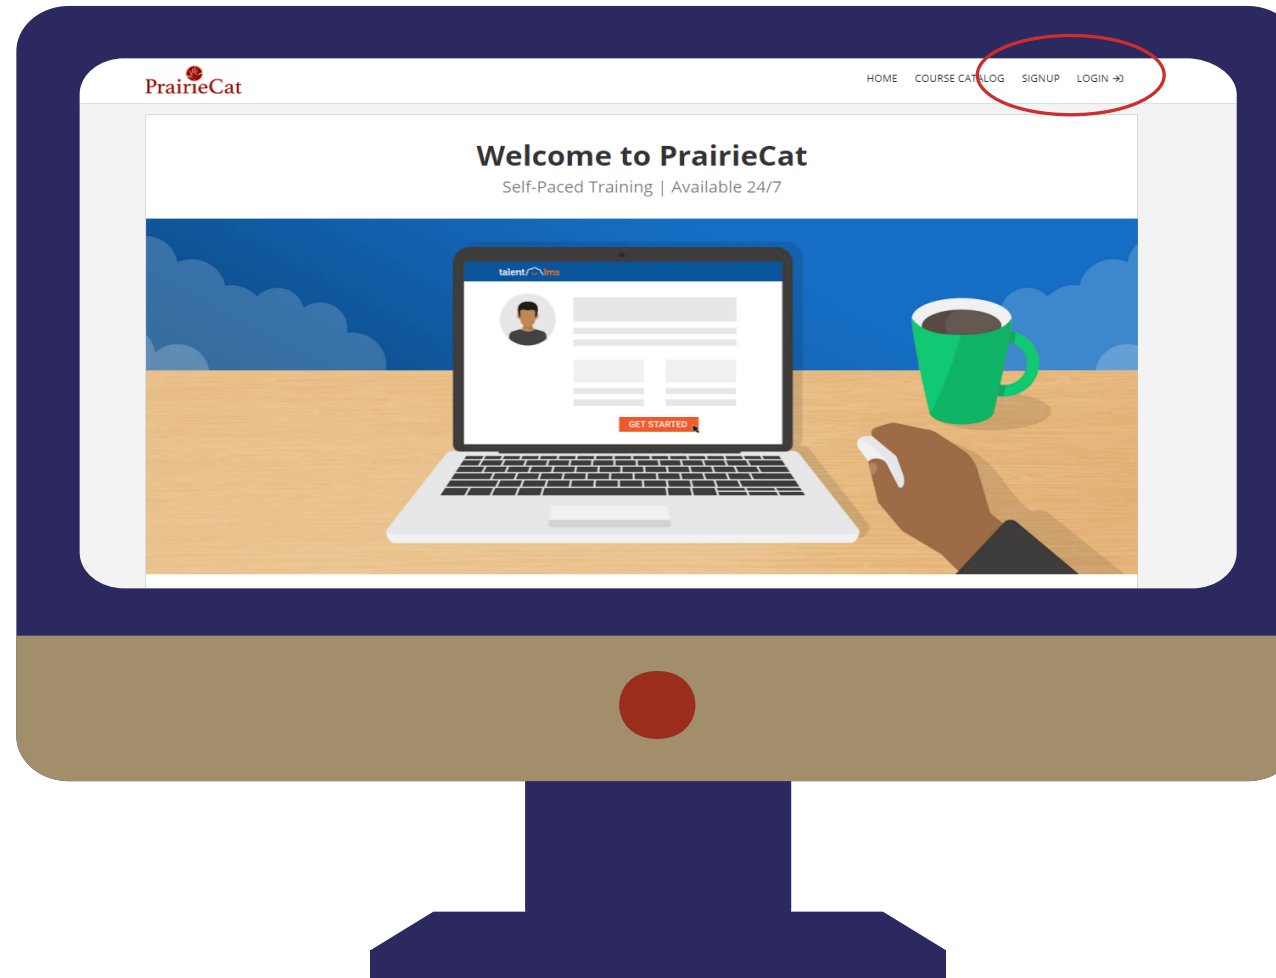 PrairieCat
HOME COURSE CATALOG SIGNUP LOGIN
Welcome to PrairieCat
Self-Paced Training | Available 24/7
talentlms
GET STARTED